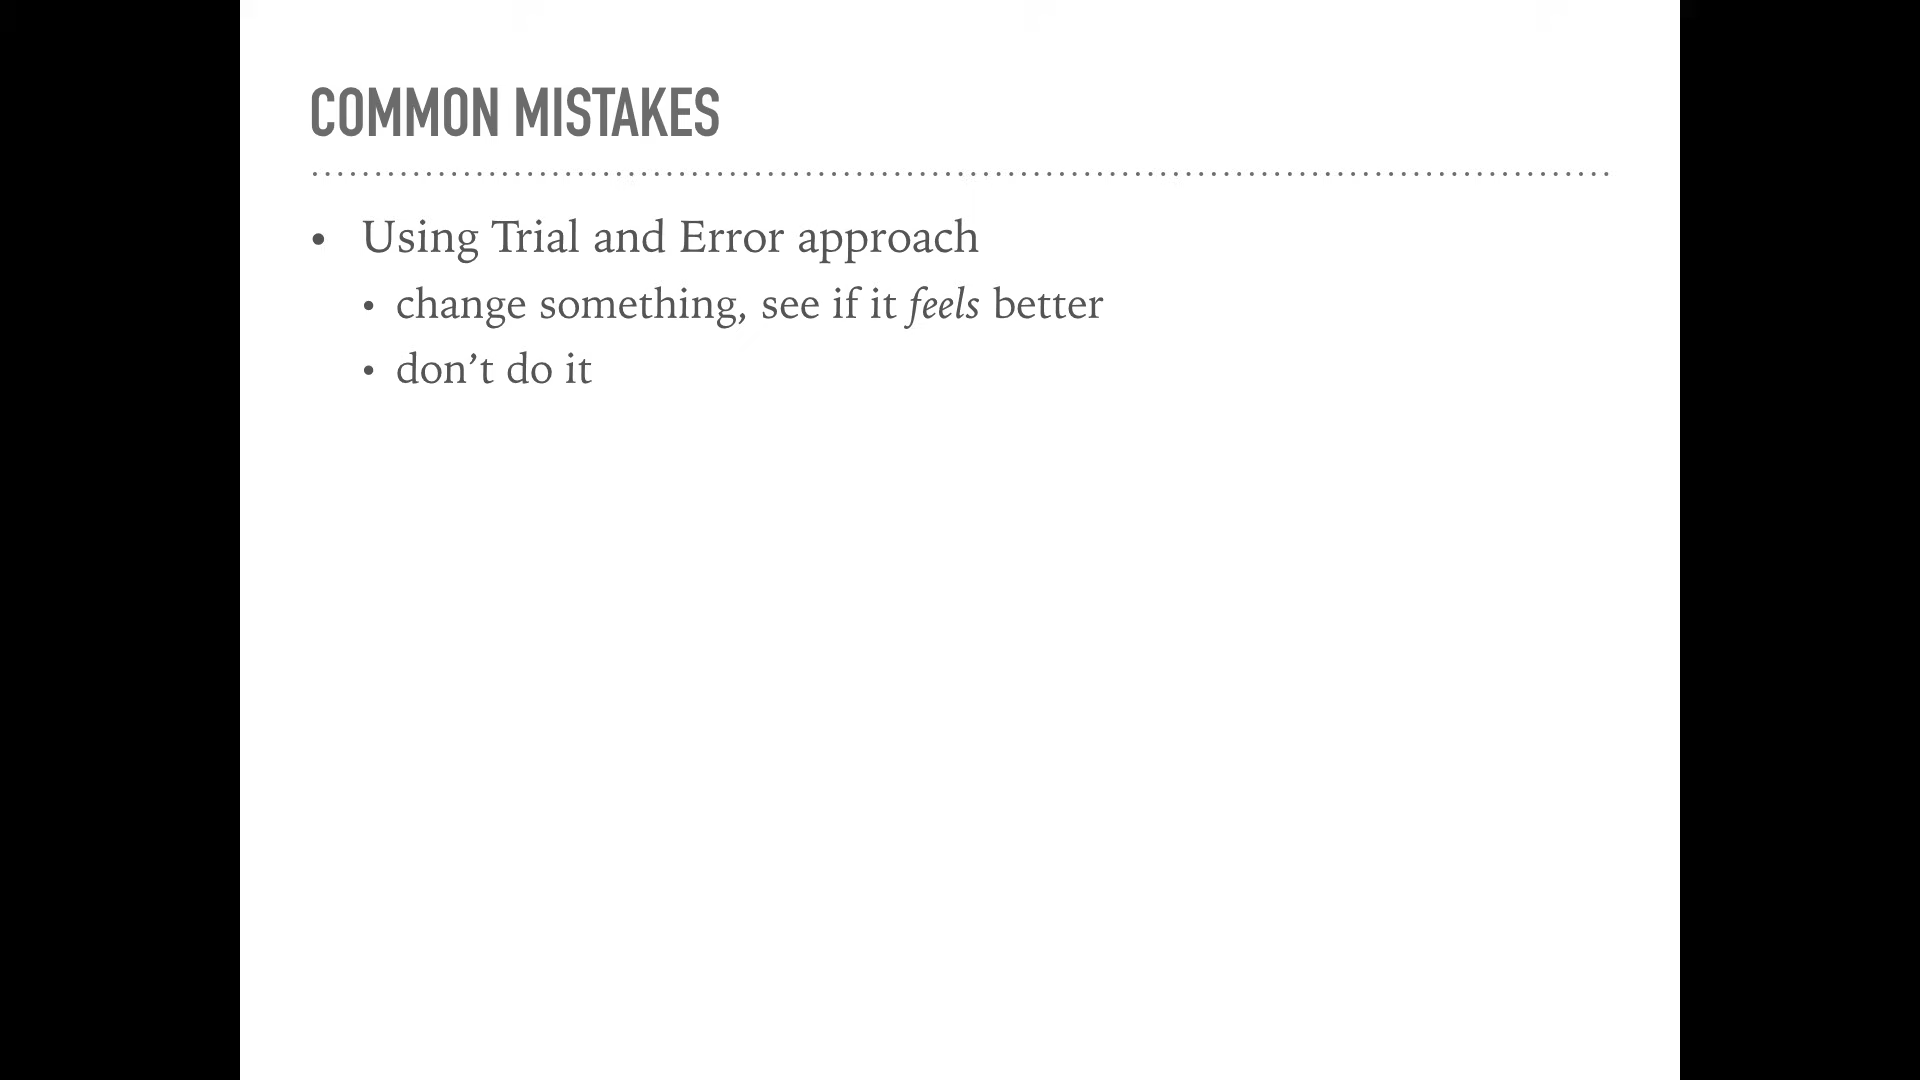 COMMON MISTAKES
• Using Trial and Error approach
• change something, see if it feels better
• don’t do it